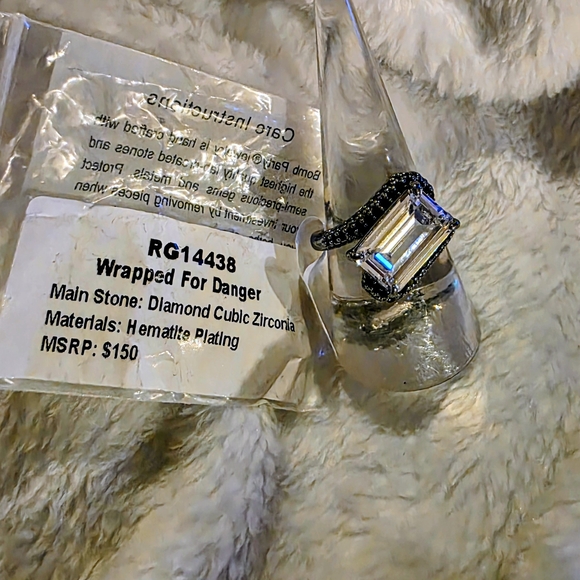 Care Instructions
Bomb Party® jewelry is hand crafted with
the highest quality lab created stones and
semi-precious gems and metals. Protect
your investment by removing pieces when
RG14438
Wrapped For Danger
Main Stone: Diamond Cubic Zirconia
Materials: Hematite Plating
MSRP: $150